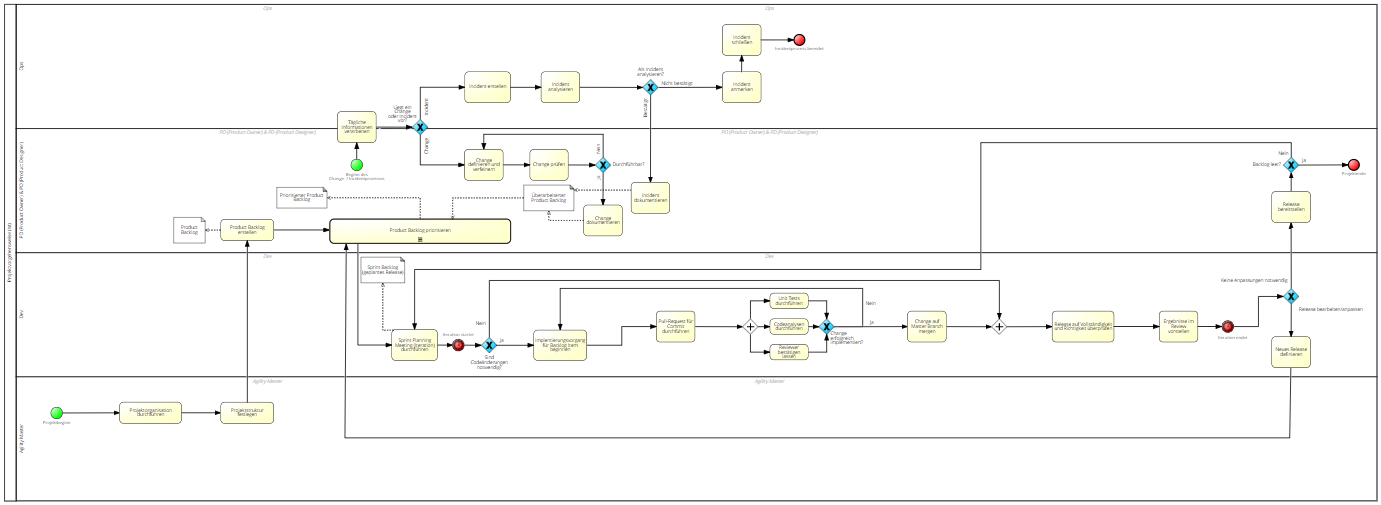 Ops
Ops
Ops
Incident
schließen
Incidentprozess beendet
Als Incident
analysieren?
Nicht bestätigt
Incident erstellen
Incident
analysieren
Incident
anmerken
Bestätigt
Liegt ein
Change
oder Incident
vor?
Incident
Tägliche
Informationen
verarbeiten
PO (Product Owner) & PD (Product Designer)
PO (Product Owner) & PD (Product Designer)
PO (Product Owner) & PD (Product Designer)
Change
Nein
Beginn des
Change- / Incidentprozesses
Change
definieren und
verfeinern
Change prüfen
Durchführbar?
Ja
Nein
Backlog leer?
Ja
Projektende
Priorisierter Product
Backlog
Überarbeiteter
Product Backlog
Incident
dokumentieren
Release
bereitstellen
Product
Backlog
Product Backlog
erstellen
Product Backlog priorisieren
Change
dokumentieren
Dev
Dev
Dev
Sprint Backlog
(geplantes Release)
Keine Anpassungen notwendig
Release bearbeiten/anpassen
Nein
Unit Tests
durchführen
Nein
Pull-Request für
Commit
durchführen
Codeanalysen
durchführen
Ja
Change auf
Master Branch
mergen
Release auf Vollständigkeit
und Richtigkeit überprüfen
Ergebnisse im
Review
vorstellen
Iteration endet
Sprint Planning
Meeting (Iteration)
durchführen
Iteration startet
Ja
Sind
Codeänderungen
notwendig?
Implentierungsvorgang
für Backlog Item
beginnen
Reviewer
bestätigen
lassen
Change
erfolgreich
implementiert?
Neues Release
definieren
Agility Master
Agility Master
Agility Master
Projektbeginn
Projektorganisation
durchführen
Projektstruktur
festlegen